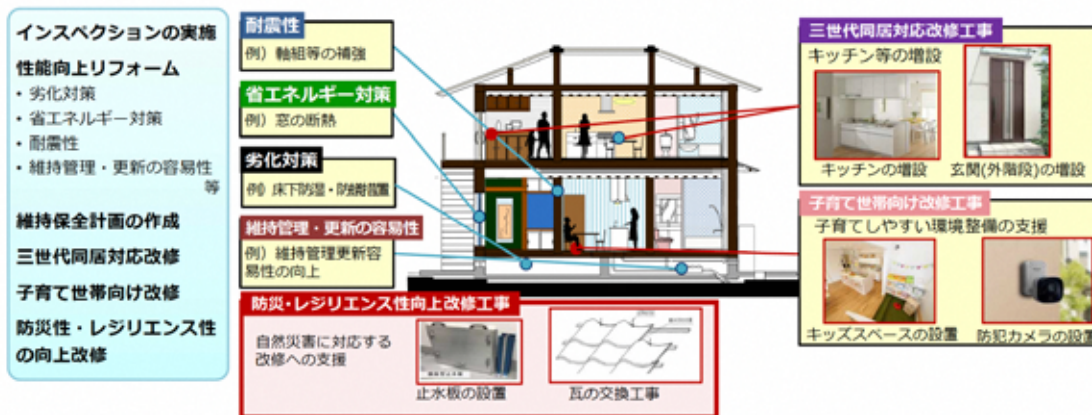 インスペクションの実施
性能向上リフォーム
・劣化対策
・省エネルギー対策
・耐震性
・維持管理・更新の容易性
等
維持保全計画の作成
三世代同居対応改修
子育て世帯向け改修
防災性・レジリエンス性
の向上改修
耐震性
例）軸組等の補強
省エネルギー対策
例）窓の断熱
劣化対策
例）床下防湿・防蟻措置
維持管理・更新の容易性
例）維持管理更新容
易性の向上
防災・レジリエンス性向上改修工事
自然災害に対応する
改修への支援
止水板の設置
瓦の交換工事
三世代同居対応改修工事
キッチン等の増設
キッチンの増設
玄関(外階段)の増設
子育て世帯向け改修工事
子育てしやすい環境整備の支援
キッズスペースの設置
防犯カメラの設置